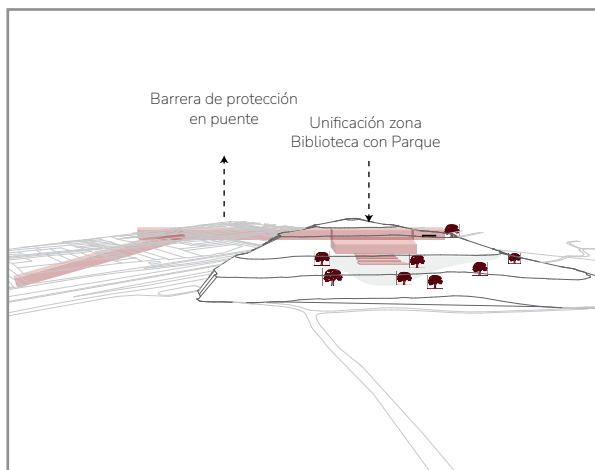 Barrera de protección
en puente
Unificación zona
Biblioteca con Parque